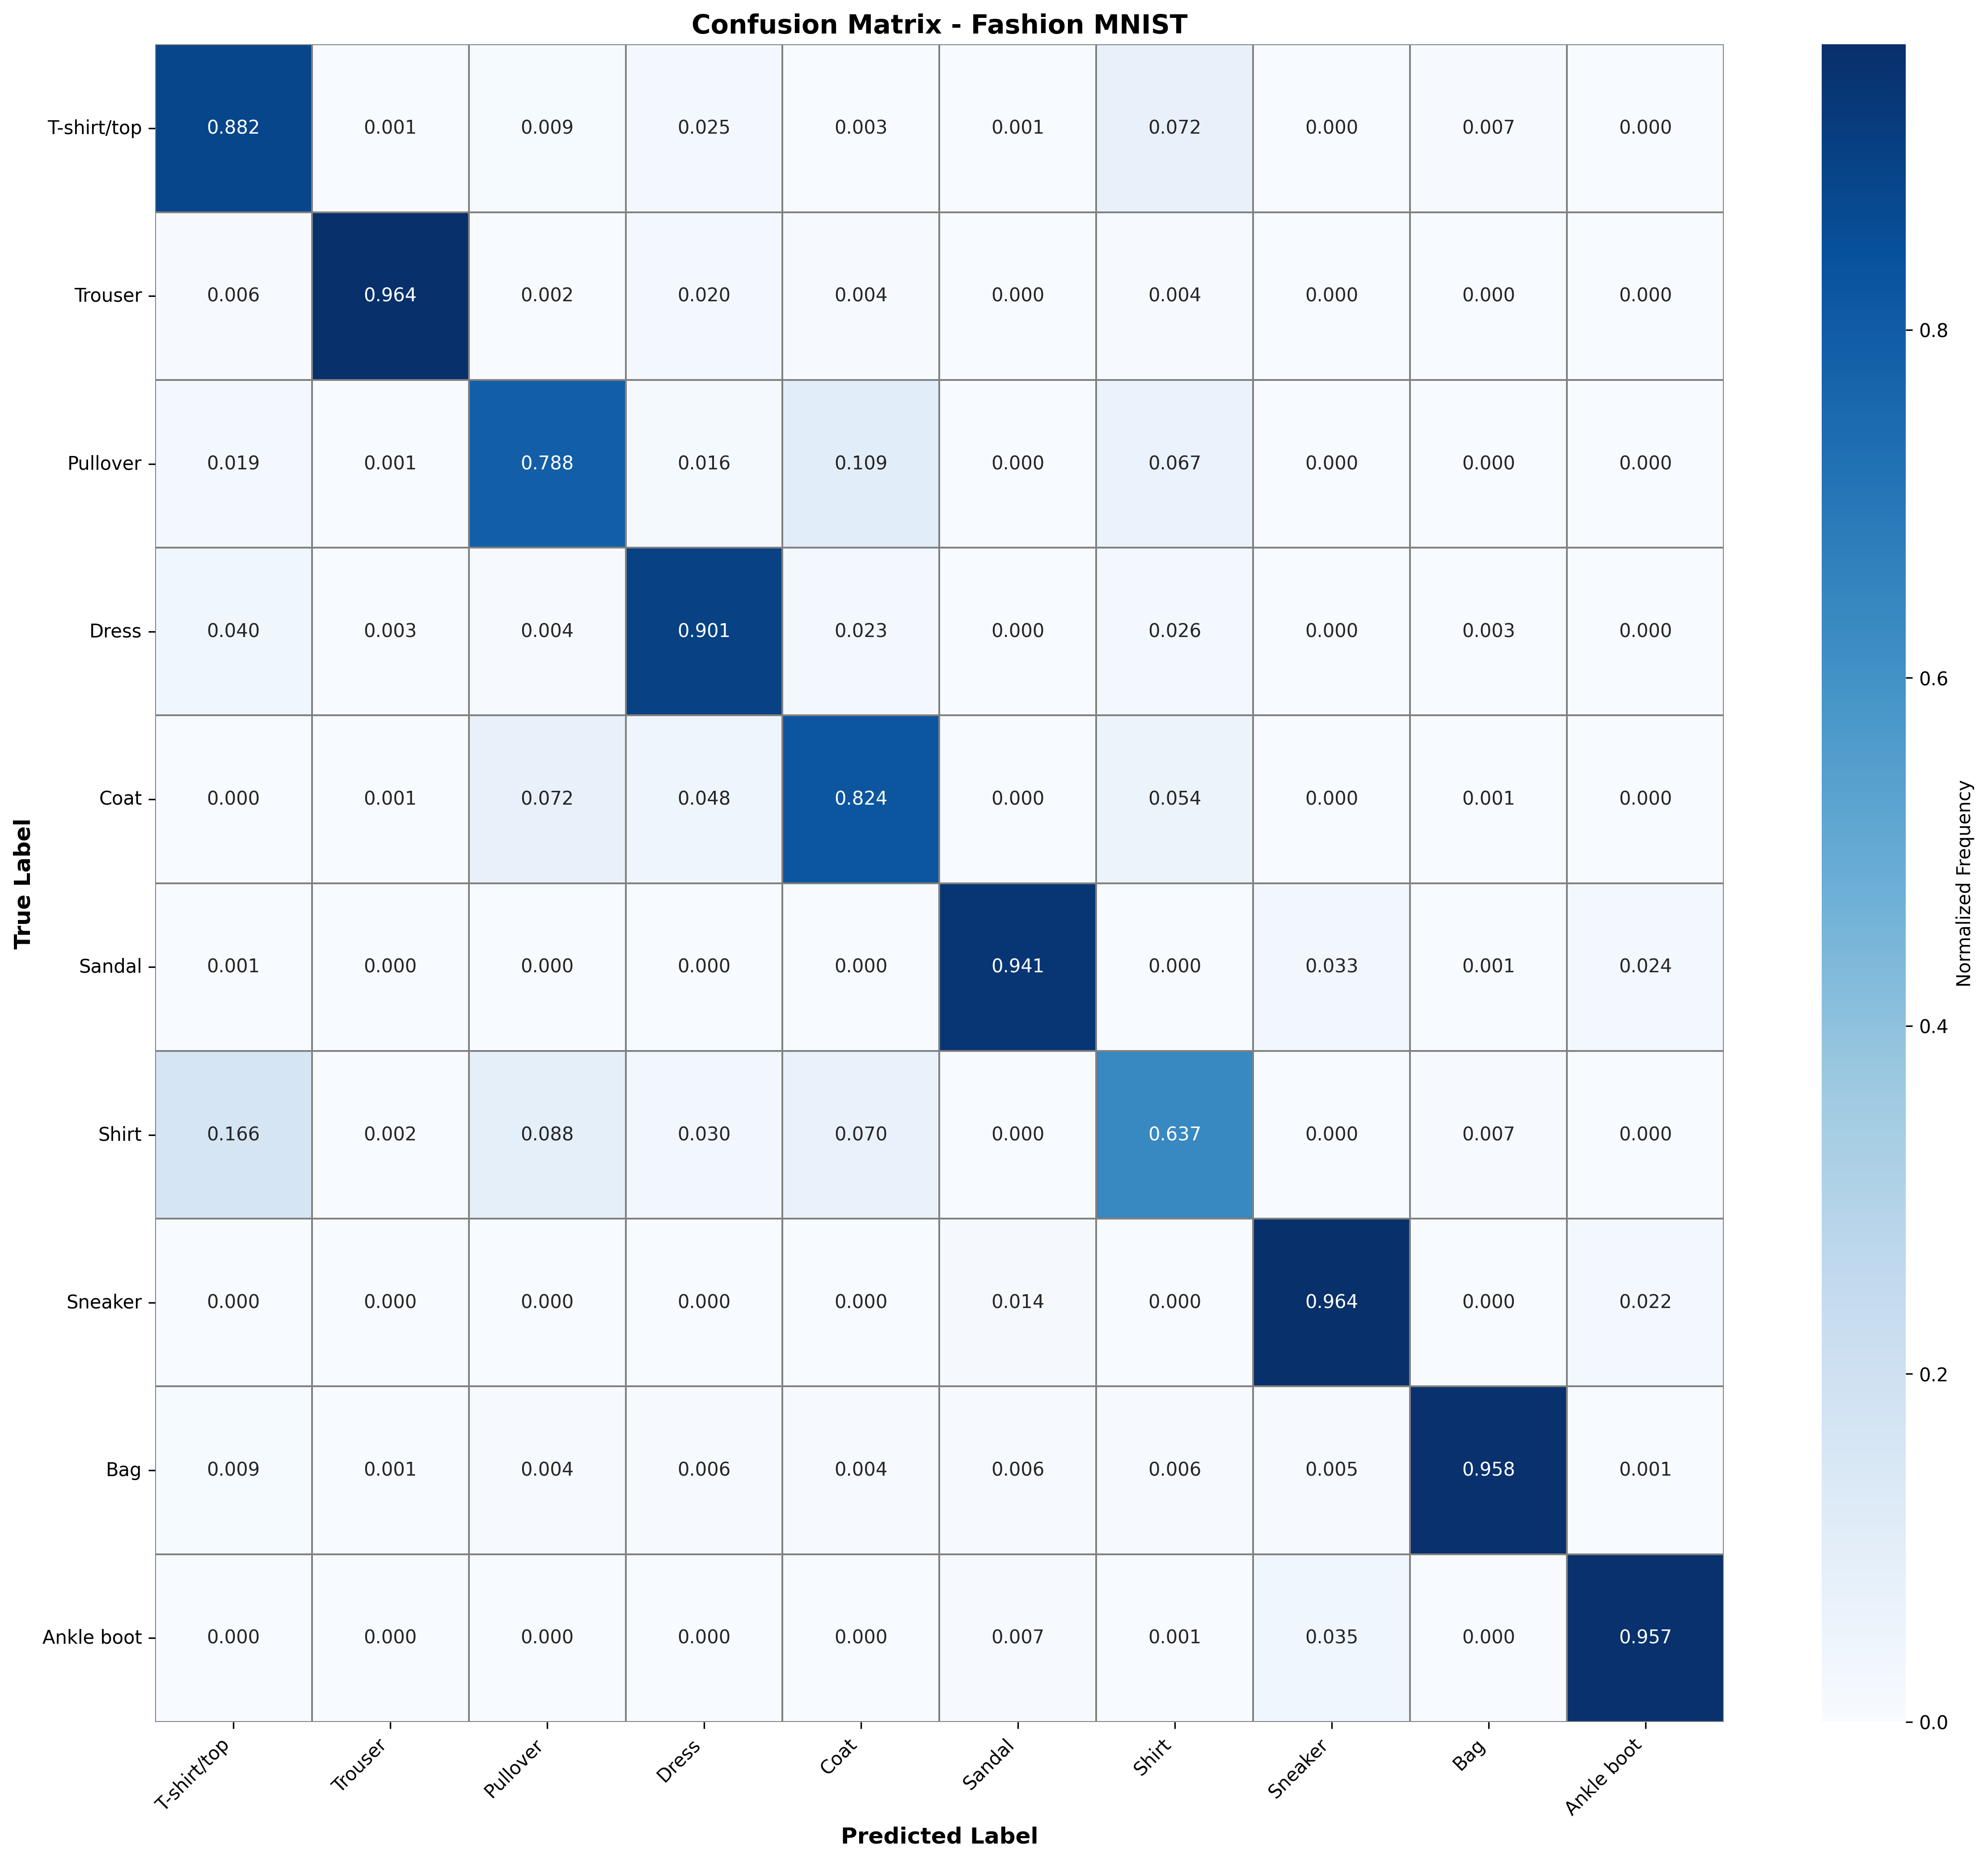 Confusion Matrix - Fashion MNIST
T-shirt/top 0.882 0.001 0.009 0.025 0.003 0.001 0.072 0.000 0.007 0.000
Trouser 0.006 0.964 0.002 0.020 0.004 0.000 0.004 0.000 0.000 0.000
Pullover 0.019 0.001 0.788 0.016 0.109 0.000 0.067 0.000 0.000 0.000
Dress 0.040 0.003 0.004 0.901 0.023 0.000 0.026 0.000 0.003 0.000
Coat 0.000 0.001 0.072 0.048 0.824 0.000 0.054 0.000 0.001 0.000
Sandal 0.001 0.000 0.000 0.000 0.000 0.941 0.000 0.033 0.001 0.024
Shirt 0.166 0.002 0.088 0.030 0.070 0.000 0.637 0.000 0.007 0.000
Sneaker 0.000 0.000 0.000 0.000 0.000 0.014 0.000 0.964 0.000 0.022
Bag 0.009 0.001 0.004 0.006 0.004 0.006 0.006 0.005 0.958 0.001
Ankle boot 0.000 0.000 0.000 0.000 0.000 0.007 0.001 0.035 0.000 0.957
T-shirt/top Trouser Pullover Dress Coat Sandal Shirt Sneaker Bag Ankle boot
Predicted Label
True Label
0.8
0.6
0.4
0.2
0.0
Normalized Frequency